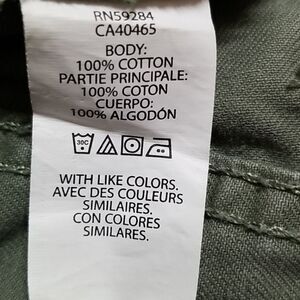 RN59284
CA40465
BODY:
100% COTTON
PARTIE PRINCIPALE:
100% COTON
CUERPO:
100% ALGODÓN
30C
WITH LIKE COLORS.
AVEC DES COULEURS
SIMILAIRES.
CON COLORES
SIMILARES.